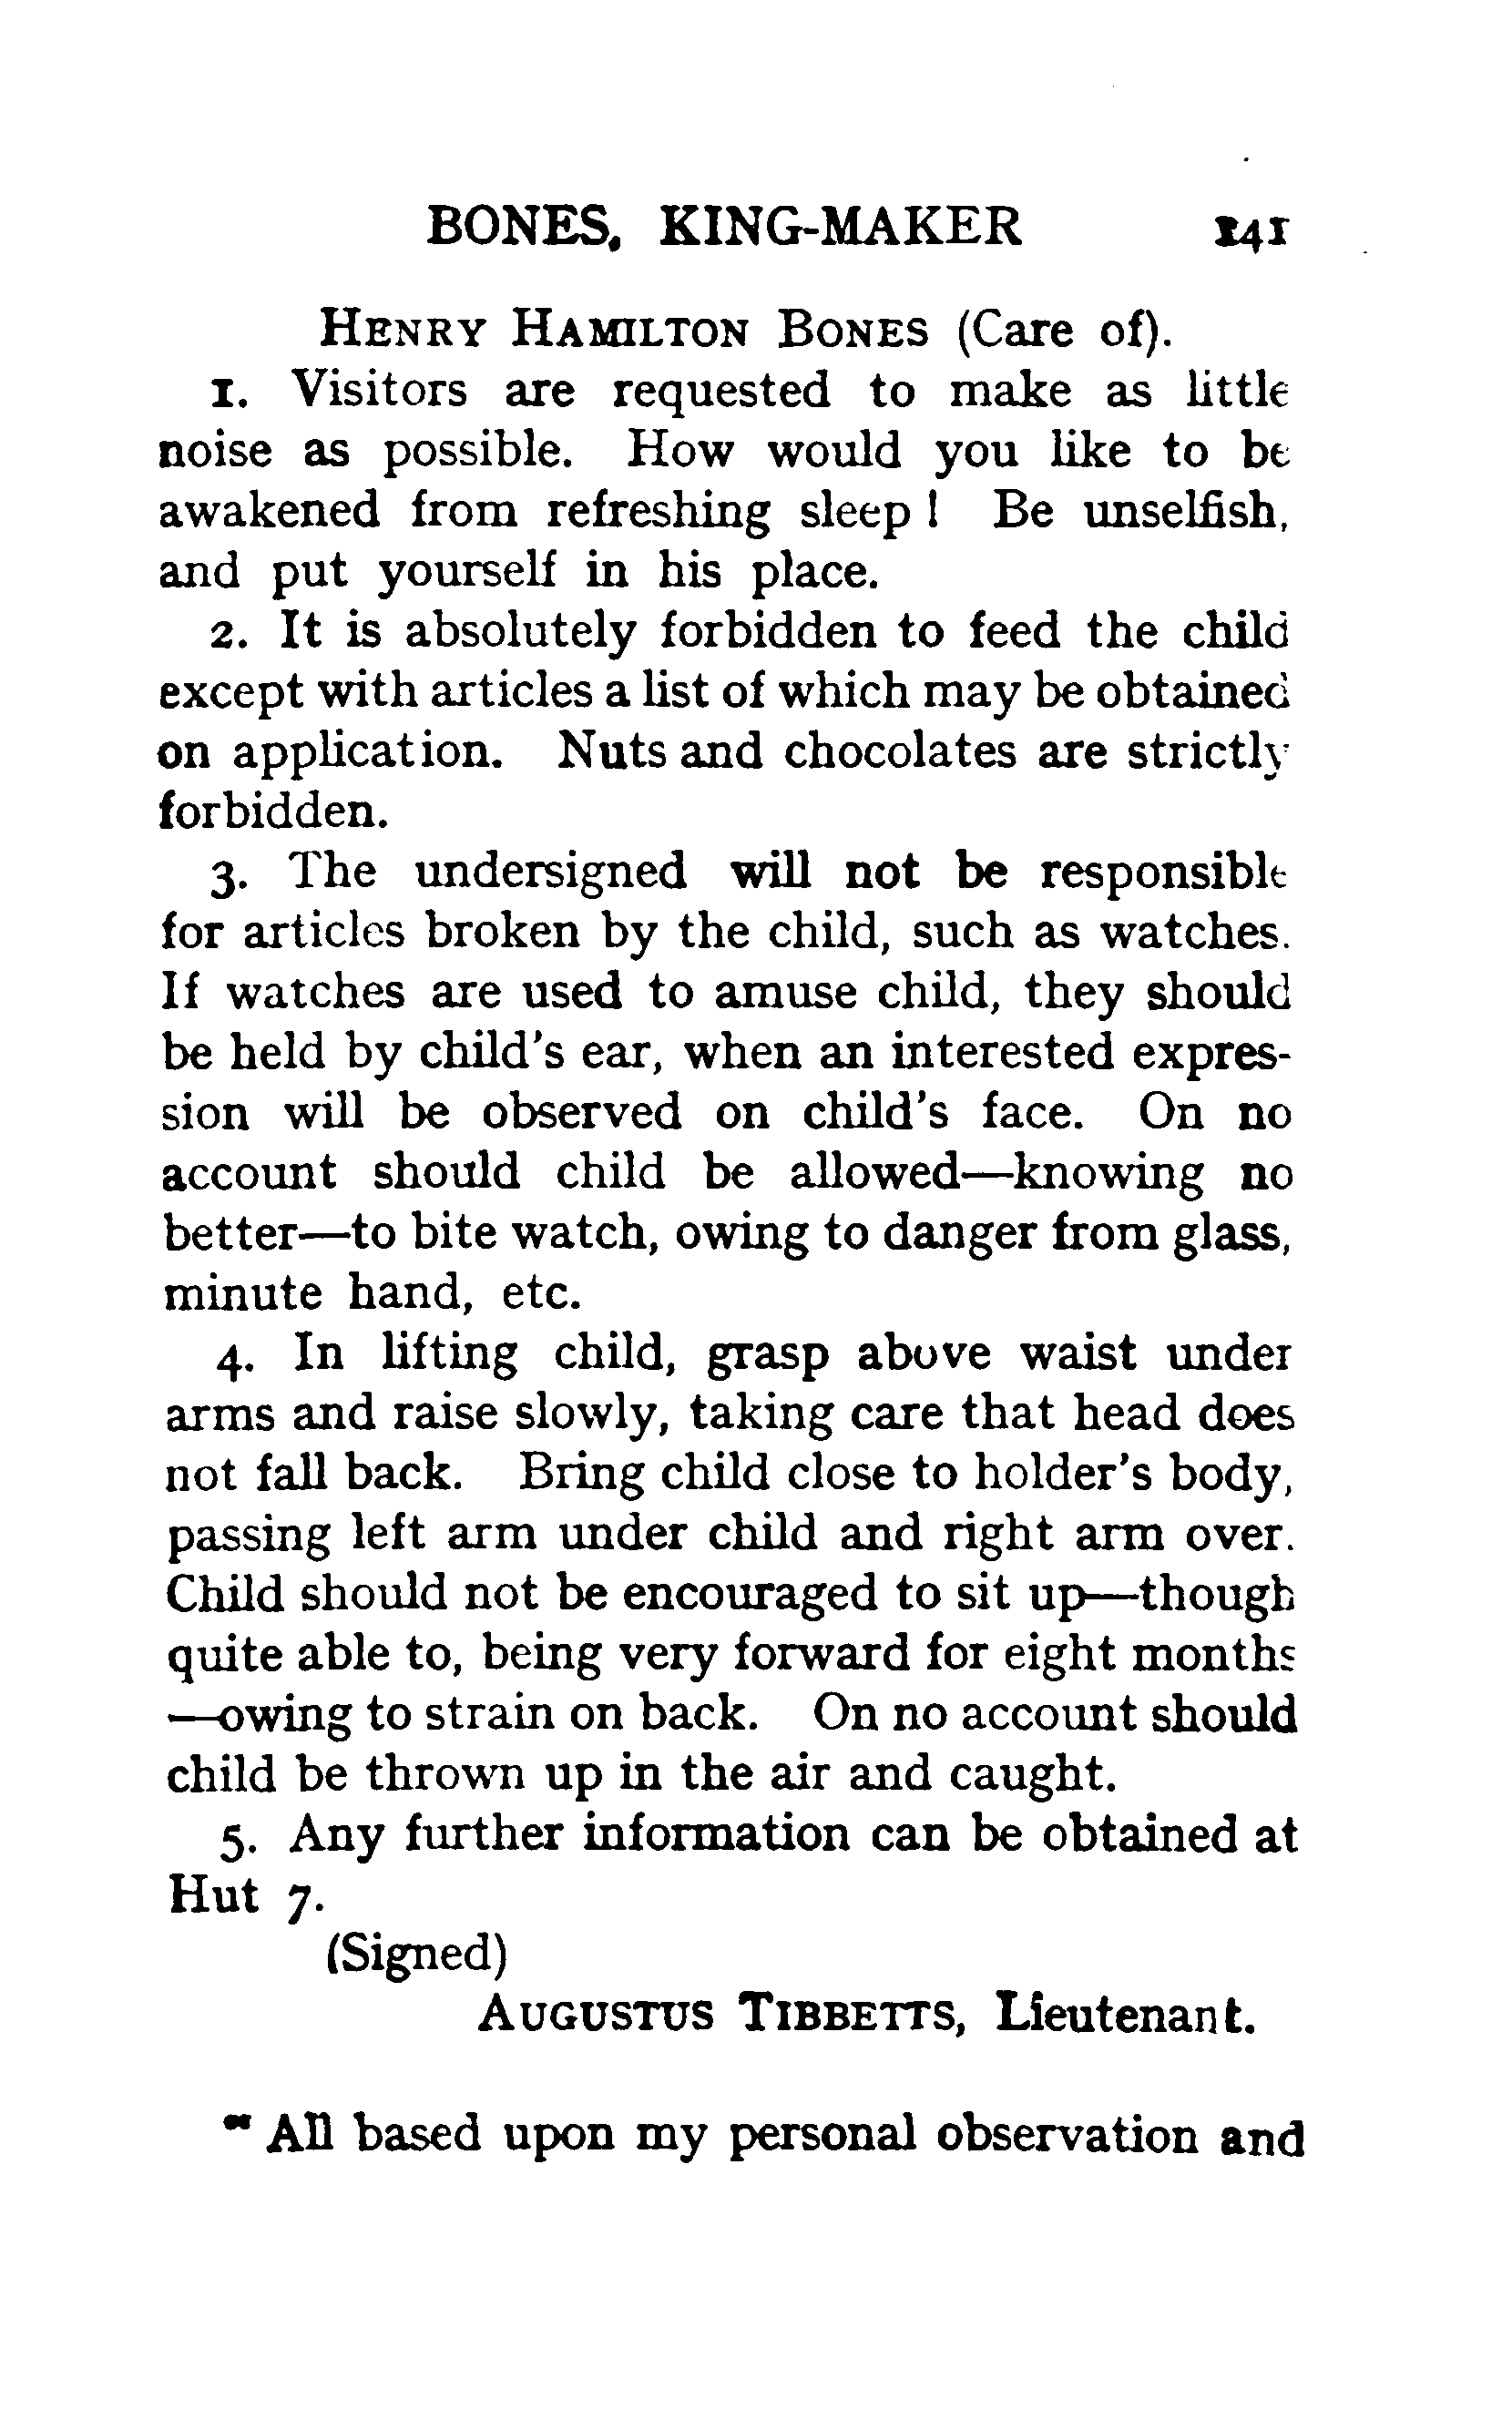 BONES, KING-MAKER 141
HENRY HAMILTON BONES (Care of).
1. Visitors are requested to make as little
noise as possible. How would you like to be
awakened from refreshing sleep! Be unselfish,
and put yourself in his place.
2. It is absolutely forbidden to feed the child
except with articles a list of which may be obtained
on application. Nuts and chocolates are strictly
forbidden.
3. The undersigned will not be responsible
for articles broken by the child, such as watches.
If watches are used to amuse child, they should
be held by child's ear, when an interested expres-
sion will be observed on child's face. On no
account should child be allowed—knowing no
better—to bite watch, owing to danger from glass,
minute hand, etc.
4. In lifting child, grasp above waist under
arms and raise slowly, taking care that head does
not fall back. Bring child close to holder's body,
passing left arm under child and right arm over.
Child should not be encouraged to sit up—though
quite able to, being very forward for eight months
—owing to strain on back. On no account should
child be thrown up in the air and caught.
5. Any further information can be obtained at
Hut 7.
(Signed)
AUGUSTUS TIBBETTS, Lieutenant.
"All based upon my personal observation and